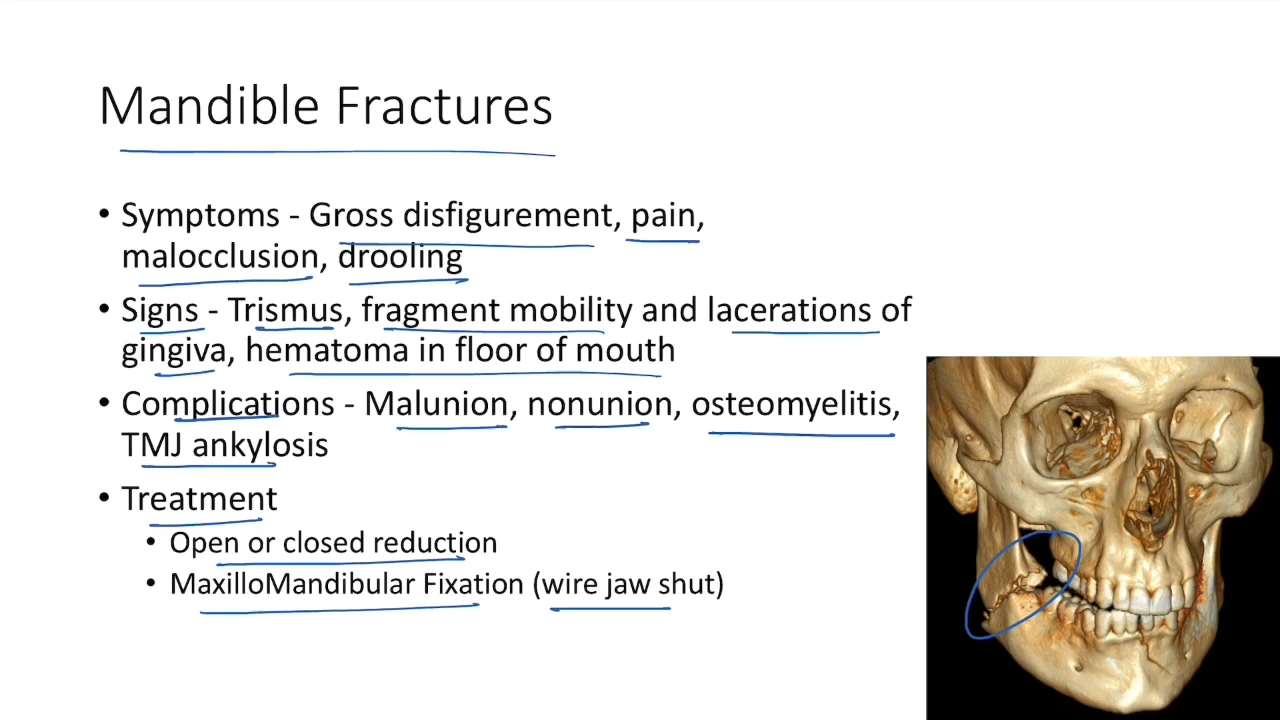 Mandible Fractures
• Symptoms - Gross disfigurement, pain,
malocclusion, drooling
• Signs - Trismus, fragment mobility and lacerations of
gingiva, hematoma in floor of mouth
• Complications - Malunion, nonunion, osteomyelitis,
TMJ ankylosis
• Treatment
• Open or closed reduction
• MaxilloMandibular Fixation (wire jaw shut)